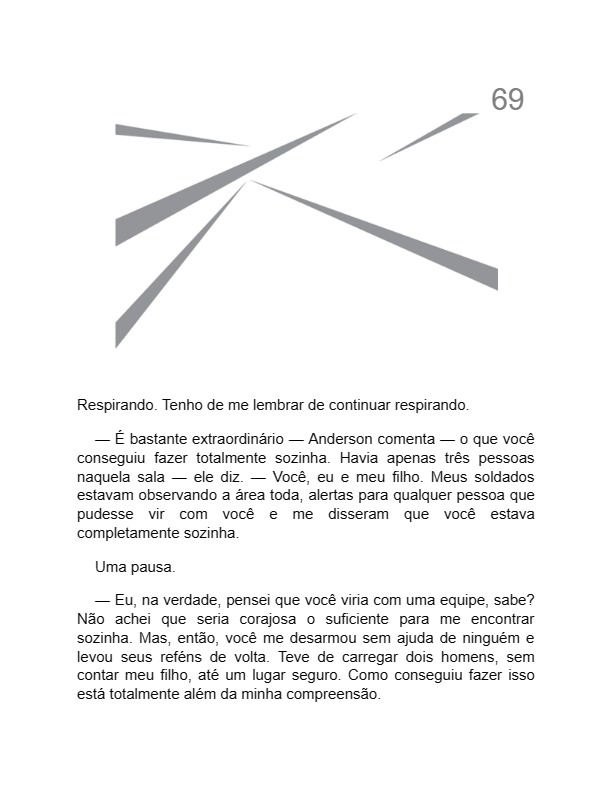 69
Respirando. Tenho de me lembrar de continuar respirando.
— É bastante extraordinário — Anderson comenta — o que você
conseguiu fazer totalmente sozinha. Havia apenas três pessoas
naquela sala — ele diz. — Você, eu e meu filho. Meus soldados
estavam observando a área toda, alertas para qualquer pessoa que
pudesse vir com você e me disseram que você estava
completamente sozinha.
Uma pausa.
— Eu, na verdade, pensei que você viria com uma equipe, sabe?
Não achei que seria corajosa o suficiente para me encontrar
sozinha. Mas, então, você me desarmou sem ajuda de ninguém e
levou seus reféns de volta. Teve de carregar dois homens, sem
contar meu filho, até um lugar seguro. Como conseguiu fazer isso
está totalmente além da minha compreensão.